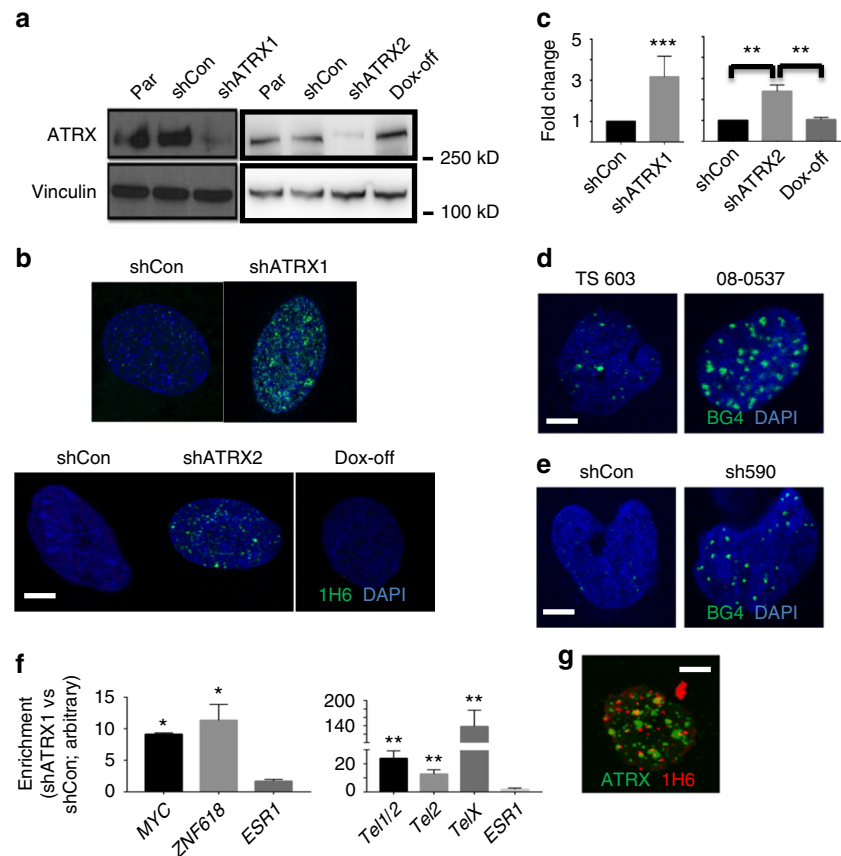 a
Par
shCon
shATRX1
Par
shCon
shATRX2
Dox-off
ATRX
250 kD
Vinculin
100 kD
b
shCon
shATRX1
shCon
shATRX2
Dox-off
1H6 DAPI
c
Fold change
5
3
1
***
shCon
shATRX1
** **
shCon
shATRX2
Dox-off
d
TS 603
08-0537
BG4 DAPI
e
shCon
sh590
BG4 DAPI
f
Enrichment
(shATRX1 vs
shCon; arbitrary)
15
10
5
0
*
*
MYC
ZNF618
ESR1
200
140
20
0
**
**
**
Tel1/2
Tel2
TelX
ESR1
g
ATRX 1H6